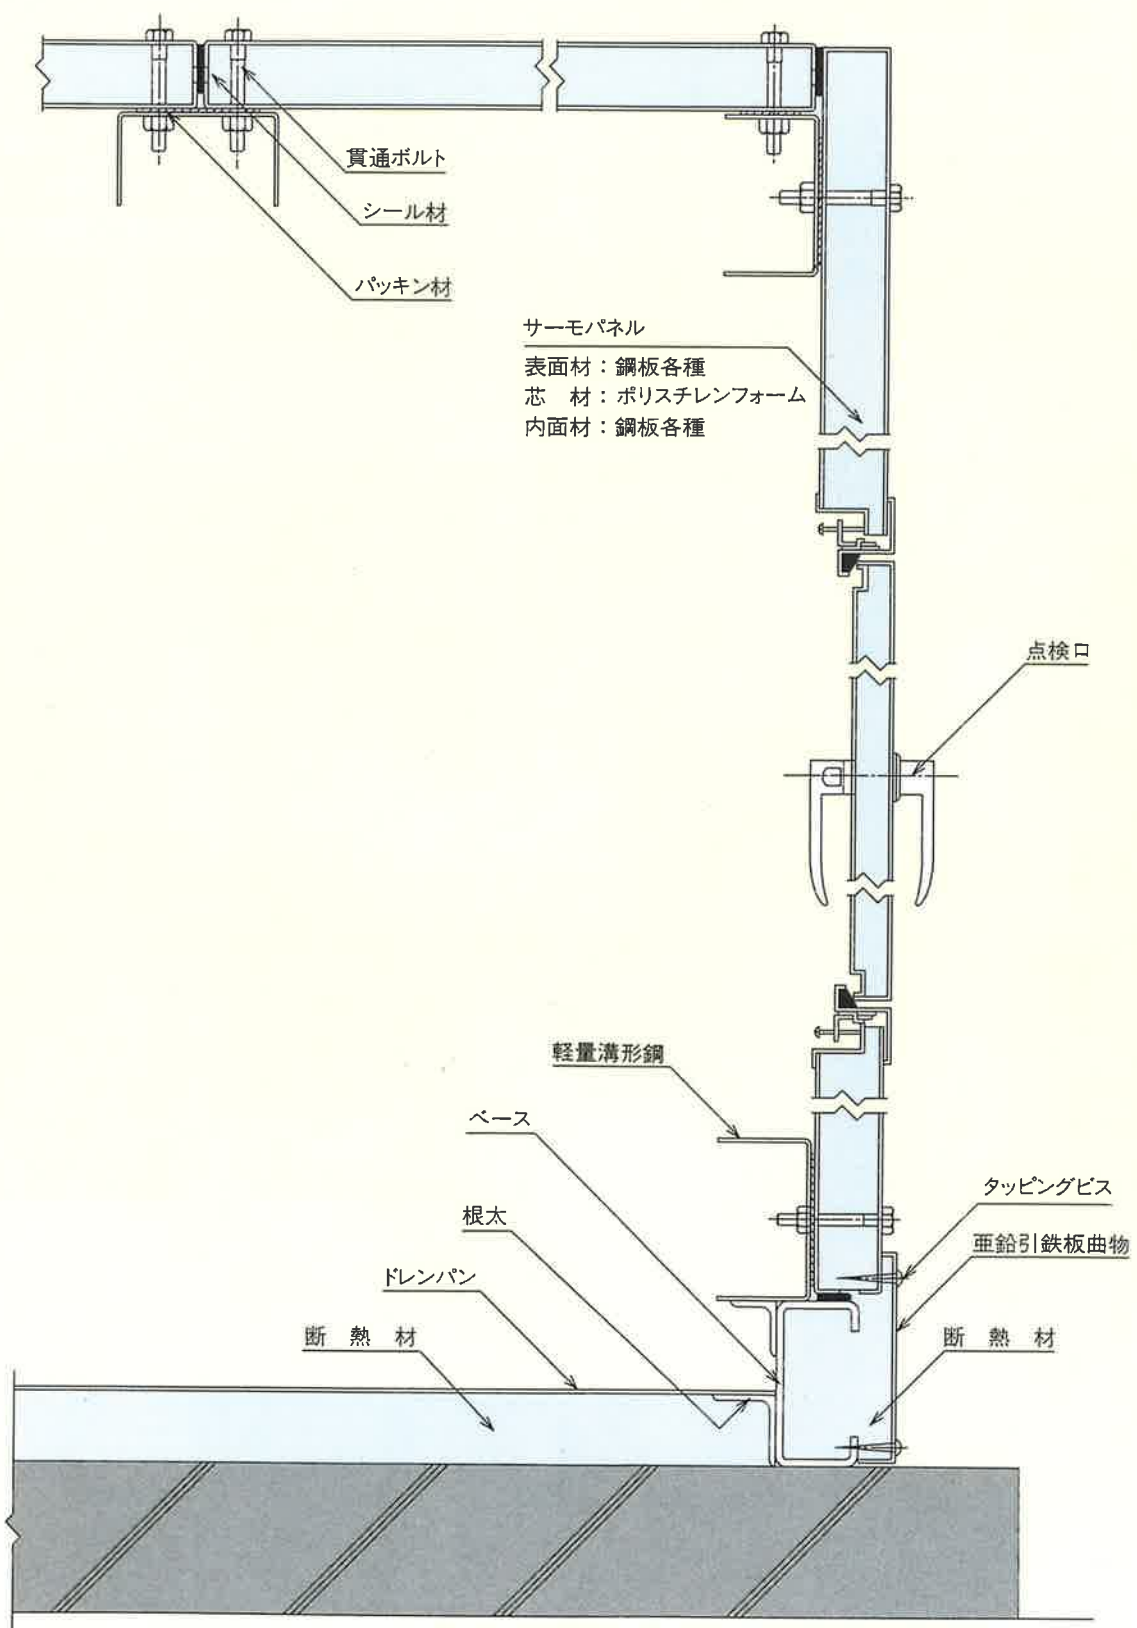 貫通ボルト
シール材
パッキン材
サーモパネル
表面材：鋼板各種
芯　材：ポリスチレンフォーム
内面材：鋼板各種
点検口
軽量溝形鋼
ベース
タッピングビス
根太
亜鉛引鉄板曲物
ドレンパン
断　熱　材
断　熱　材